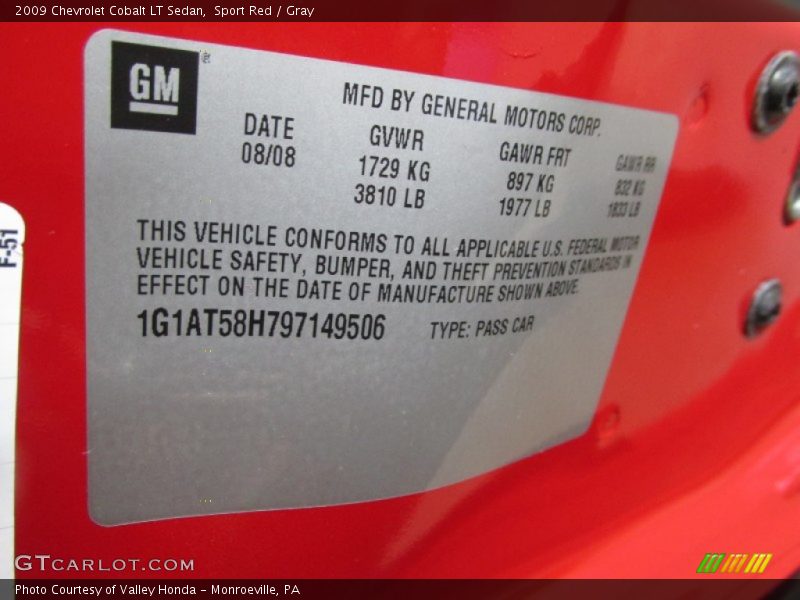 2009 Chevrolet Cobalt LT Sedan, Sport Red / Gray
GM
MFD BY GENERAL MOTORS CORP.
DATE GVWR GAWR FRT GAWR RR
08/08 1729 KG 897 KG 832 KG
3810 LB 1977 LB 1833 LB
THIS VEHICLE CONFORMS TO ALL APPLICABLE U.S. FEDERAL MOTOR
VEHICLE SAFETY, BUMPER, AND THEFT PREVENTION STANDARDS IN
EFFECT ON THE DATE OF MANUFACTURE SHOWN ABOVE.
1G1AT58H797149506 TYPE: PASS CAR
F-51
GTCARLOT.COM
Photo Courtesy of Valley Honda - Monroeville, PA